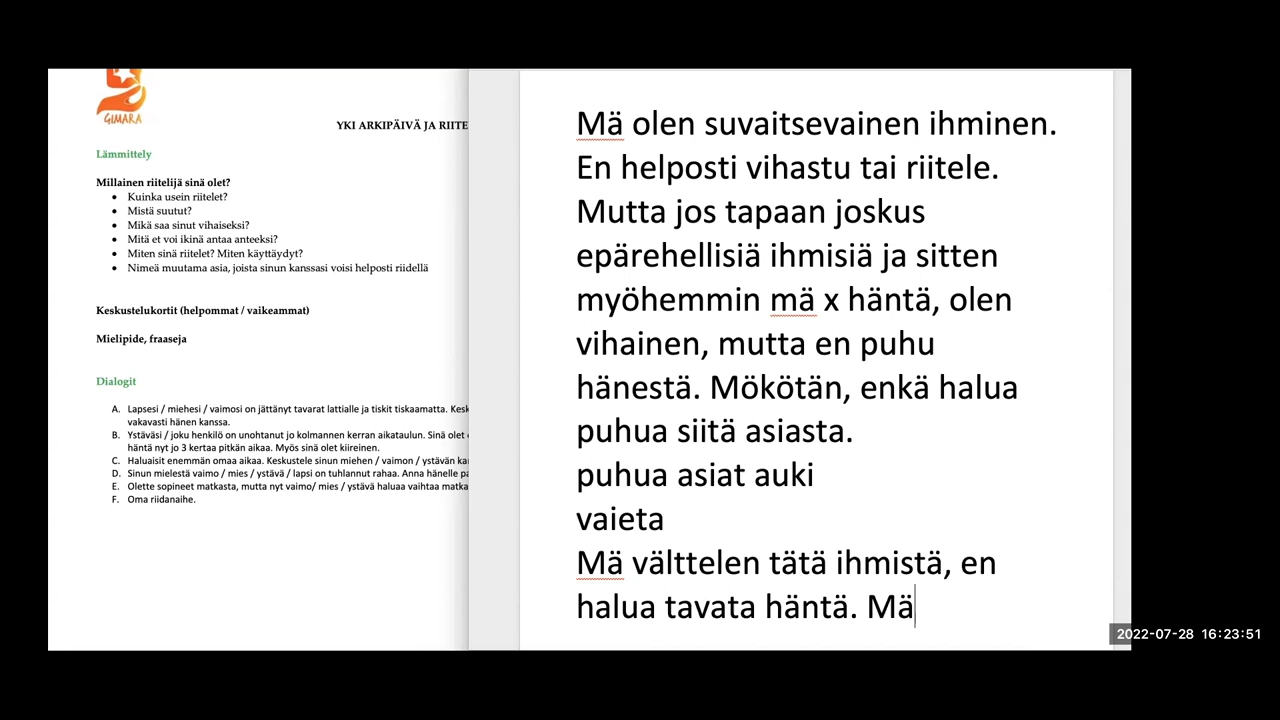 GIMARA
YKI ARKIPÄIVÄ JA RIITE
Lämmittely
Millainen riitelijä sinä olet?
• Kuinka usein riitelet?
• Mistä suutut?
• Mikä saa sinut vihaiseksi?
• Mitä et voi ikinä antaa anteeksi?
• Miten sinä riitelet? Miten käyttäydyt?
• Nimeä muutama asia, joista sinun kanssasi voisi helposti riidellä
Keskustelukortit (helpommat / vaikeammat)
Mielipide, fraaseja
Dialogit
A. Lapsesi / miehesi / vaimosi on jättänyt tavarat lattialle ja tiskit tiskaamatta. Kesk
vakavasti hänen kanssa.
B. Ystäväsi / joku henkilö on unohtanut jo kolmannen kerran aikataulun. Sinä olet
häntä nyt jo 3 kertaa pitkän aikaa. Myös sinä olet kiireinen.
C. Haluaisit enemmän omaa aikaa. Keskustele sinun miehen / vaimon / ystävän ka
D. Sinun mielestä vaimo / mies / ystävä / lapsi on tuhlannut rahaa. Anna hänelle pa
E. Olette sopineet matkasta, mutta nyt vaimo/ mies / ystävä haluaa vaihtaa matka
F. Oma riidanaihe.
Mä olen suvaitsevainen ihminen.
En helposti vihastu tai riitele.
Mutta jos tapaan joskus
epärehellisiä ihmisiä ja sitten
myöhemmin mä x häntä, olen
vihainen, mutta en puhu
hänestä. Mökötän, enkä halua
puhua siitä asiasta.
puhua asiat auki
vaieta
Mä välttelen tätä ihmistä, en
halua tavata häntä. Mä
2022-07-28 16:23:51